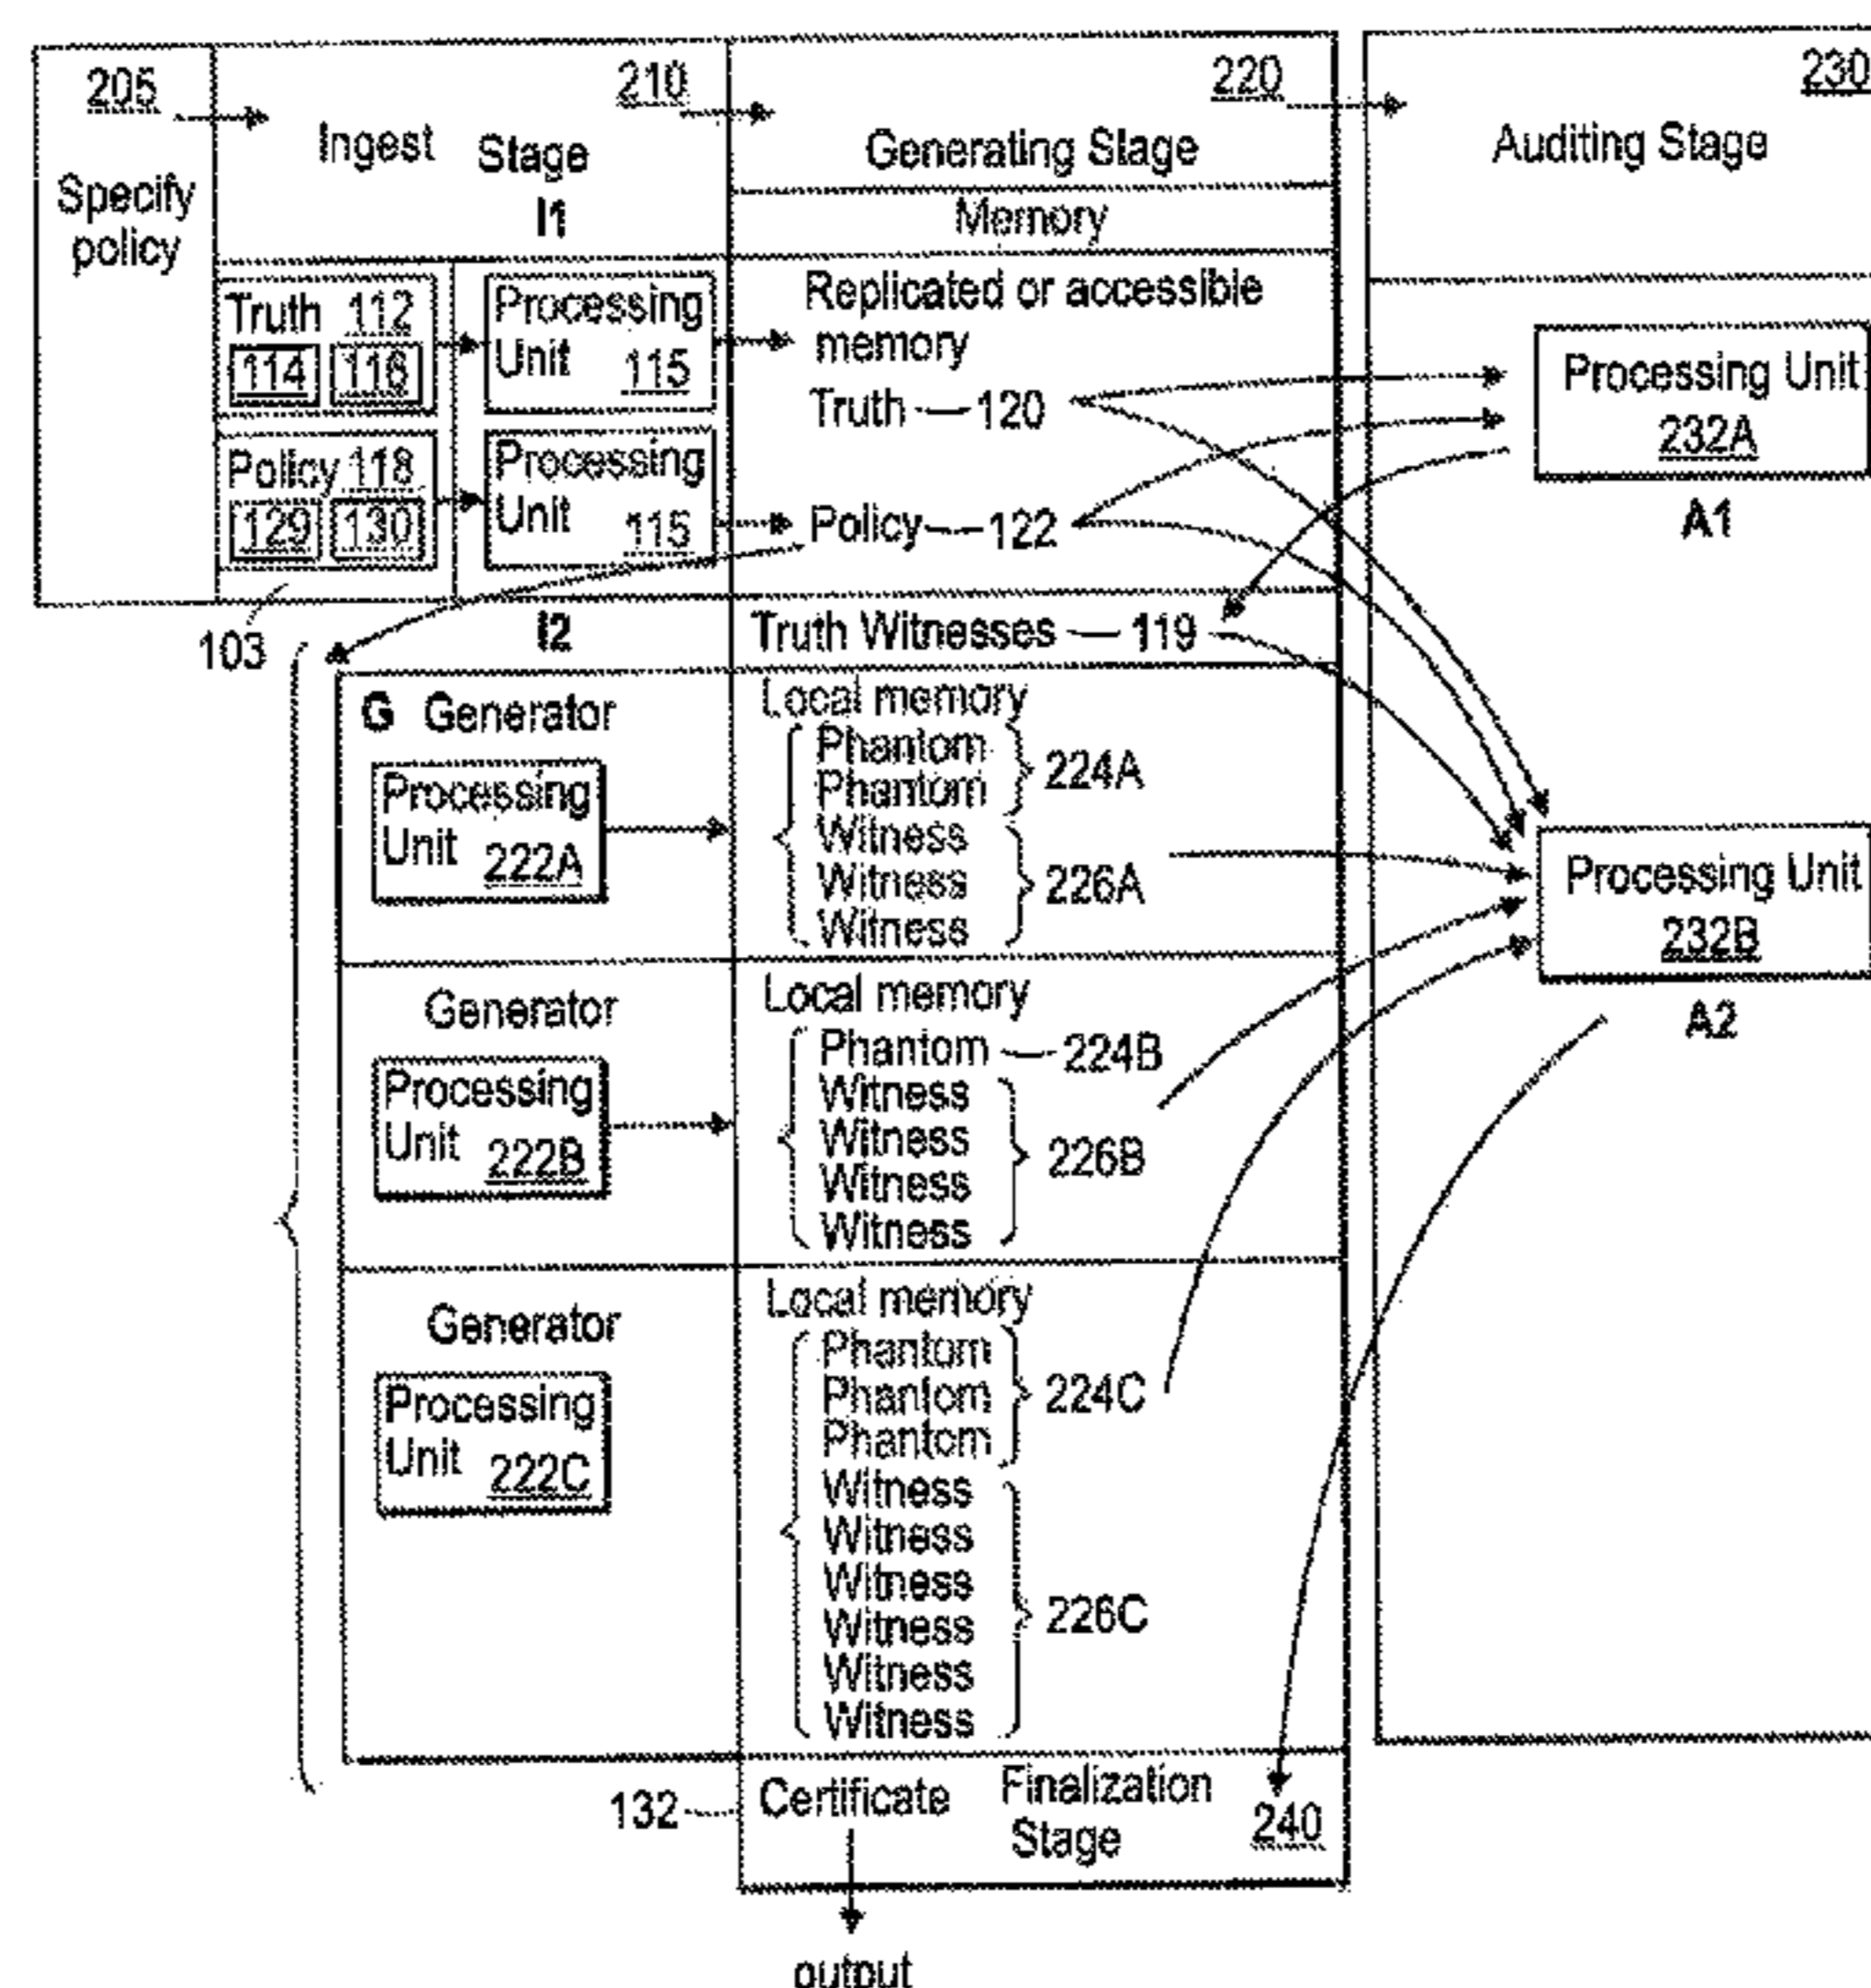 205
210
220
230
Specify
policy
Ingest Stage
I1
Generating Stage
Memory
Auditing Stage
Truth 112
114 116
Processing
Unit 115
Replicated or accessible
memory
Truth 120
Processing Unit
232A
A1
Policy 118
129 130
Processing
Unit 115
Policy 122
103
I2
Truth Witnesses 119
G Generator
Processing
Unit 222A
Local memory
Phantom
Phantom
224A
Witness
Witness
Witness
226A
Processing Unit
232B
A2
Generator
Processing
Unit 222B
Local memory
Phantom 224B
Witness
Witness
Witness
Witness
226B
Generator
Processing
Unit 222C
Local memory
Phantom
Phantom
Phantom
224C
Witness
Witness
Witness
Witness
Witness
Witness
226C
132
Certificate
Finalization
Stage
240
output